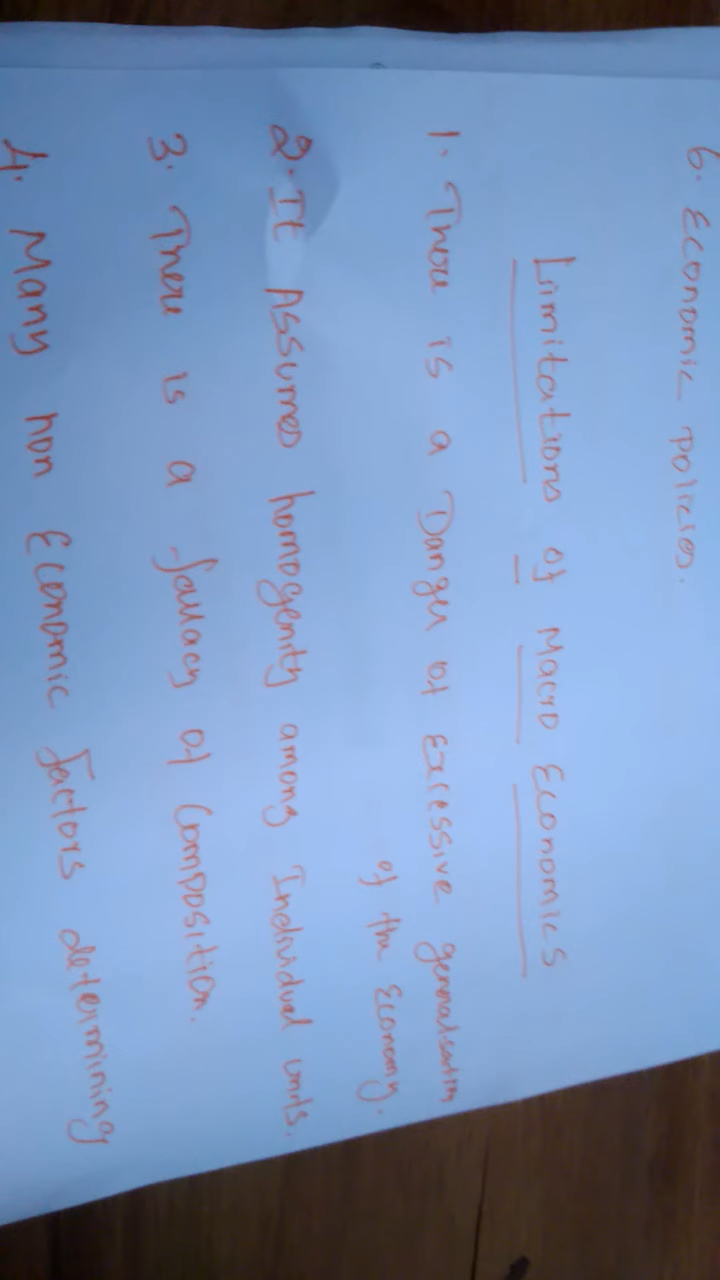 6. Economic policies.
Limitations of Macro Economics
1. There is a Danger of Excessive generalisation
of the Economy.
2. It Assumes homogenity among Individual units.
3. There is a fallacy of Composition.
4. Many non Economic factors determining